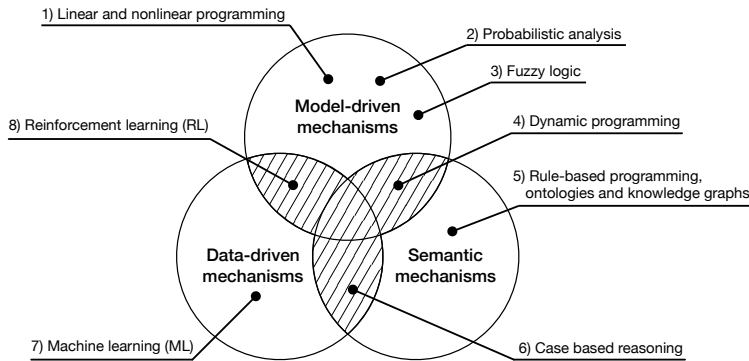 1) Linear and nonlinear programming
2) Probabilistic analysis
3) Fuzzy logic
Model-driven
mechanisms
8) Reinforcement learning (RL)
4) Dynamic programming
5) Rule-based programming,
ontologies and knowledge graphs
Data-driven
mechanisms
Semantic
mechanisms
7) Machine learning (ML)
6) Case based reasoning